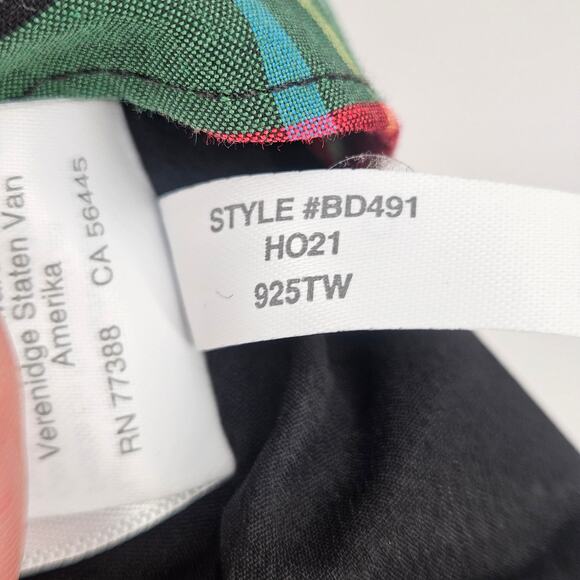 Verenidge Staten Van
Amerika
RN 77388 CA 56445
STYLE #BD491
HO21
925TW